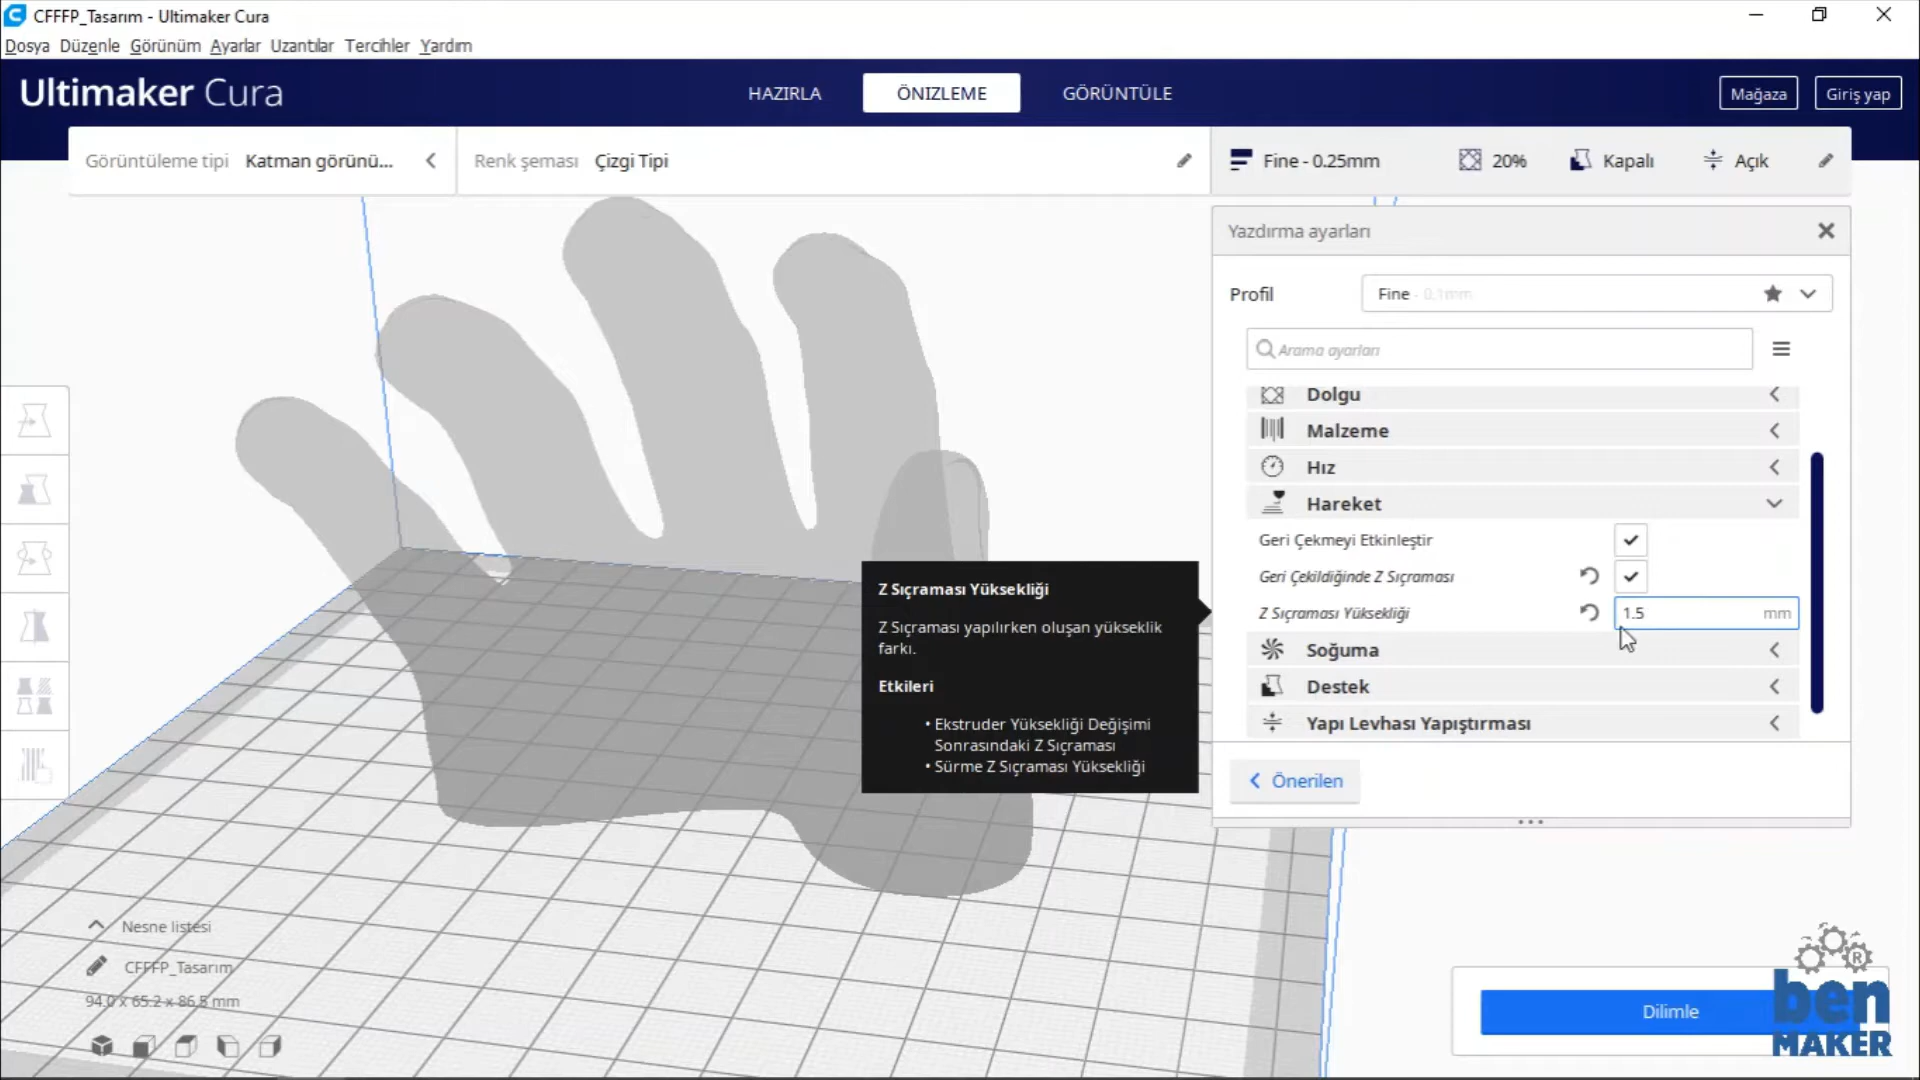 CFFFP_Tasarım - Ultimaker Cura
Dosya Düzenle Görünüm Ayarlar Uzantılar Tercihler Yardım
Ultimaker Cura
HAZIRLA
ÖNIZLEME
GÖRÜNTÜLE
Mağaza
Giriş yap
Görüntüleme tipi Katman görünü...
Renk şeması Çizgi Tipi
Fine - 0.25mm
20%
Kapalı
Açık
Yazdırma ayarları
Profil
Fine - 0.1mm
Arama ayarları
Dolgu
Malzeme
Hız
Hareket
Geri Çekmeyi Etkinleştir
Geri Çekildiğinde Z Sıçraması
Z Sıçraması Yüksekliği
1.5 mm
Soğuma
Destek
Yapı Levhası Yapıştırması
Önerilen
Z Sıçraması Yüksekliği
Z Sıçraması yapılırken oluşan yükseklik
farkı.
Etkileri
• Ekstruder Yüksekliği Değişimi
Sonrasındaki Z Sıçraması
• Sürme Z Sıçraması Yüksekliği
Nesne listesi
CFFFP_Tasarım
94.0 x 65.2 x 86.5 mm
Dilimle
R
ben
MAKER